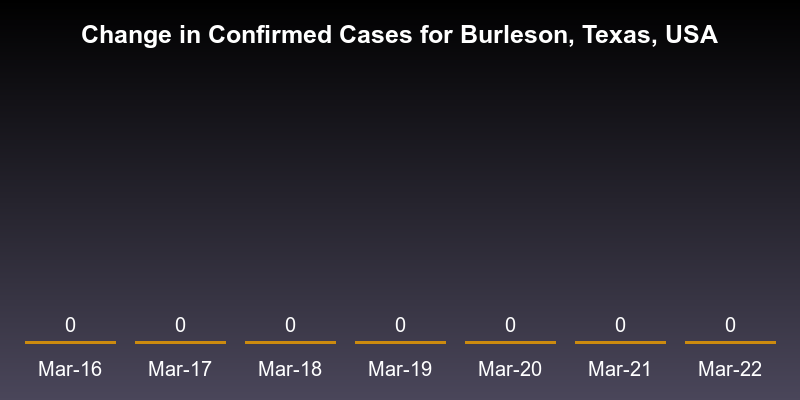 Change in Confirmed Cases for Burleson, Texas, USA
0 0 0 0 0 0 0
Mar-16 Mar-17 Mar-18 Mar-19 Mar-20 Mar-21 Mar-22